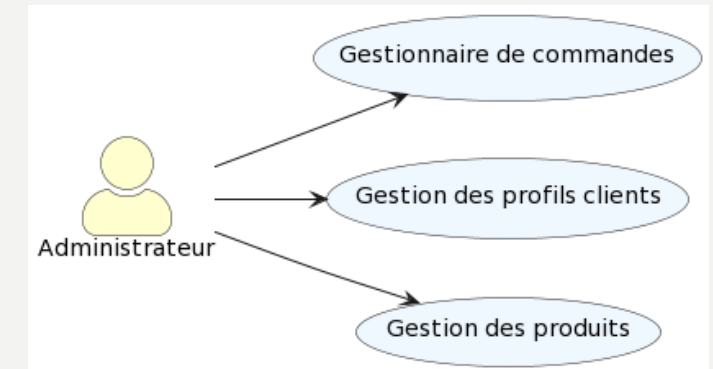 Gestionnaire de commandes
Gestion des profils clients
Administrateur
Gestion des produits